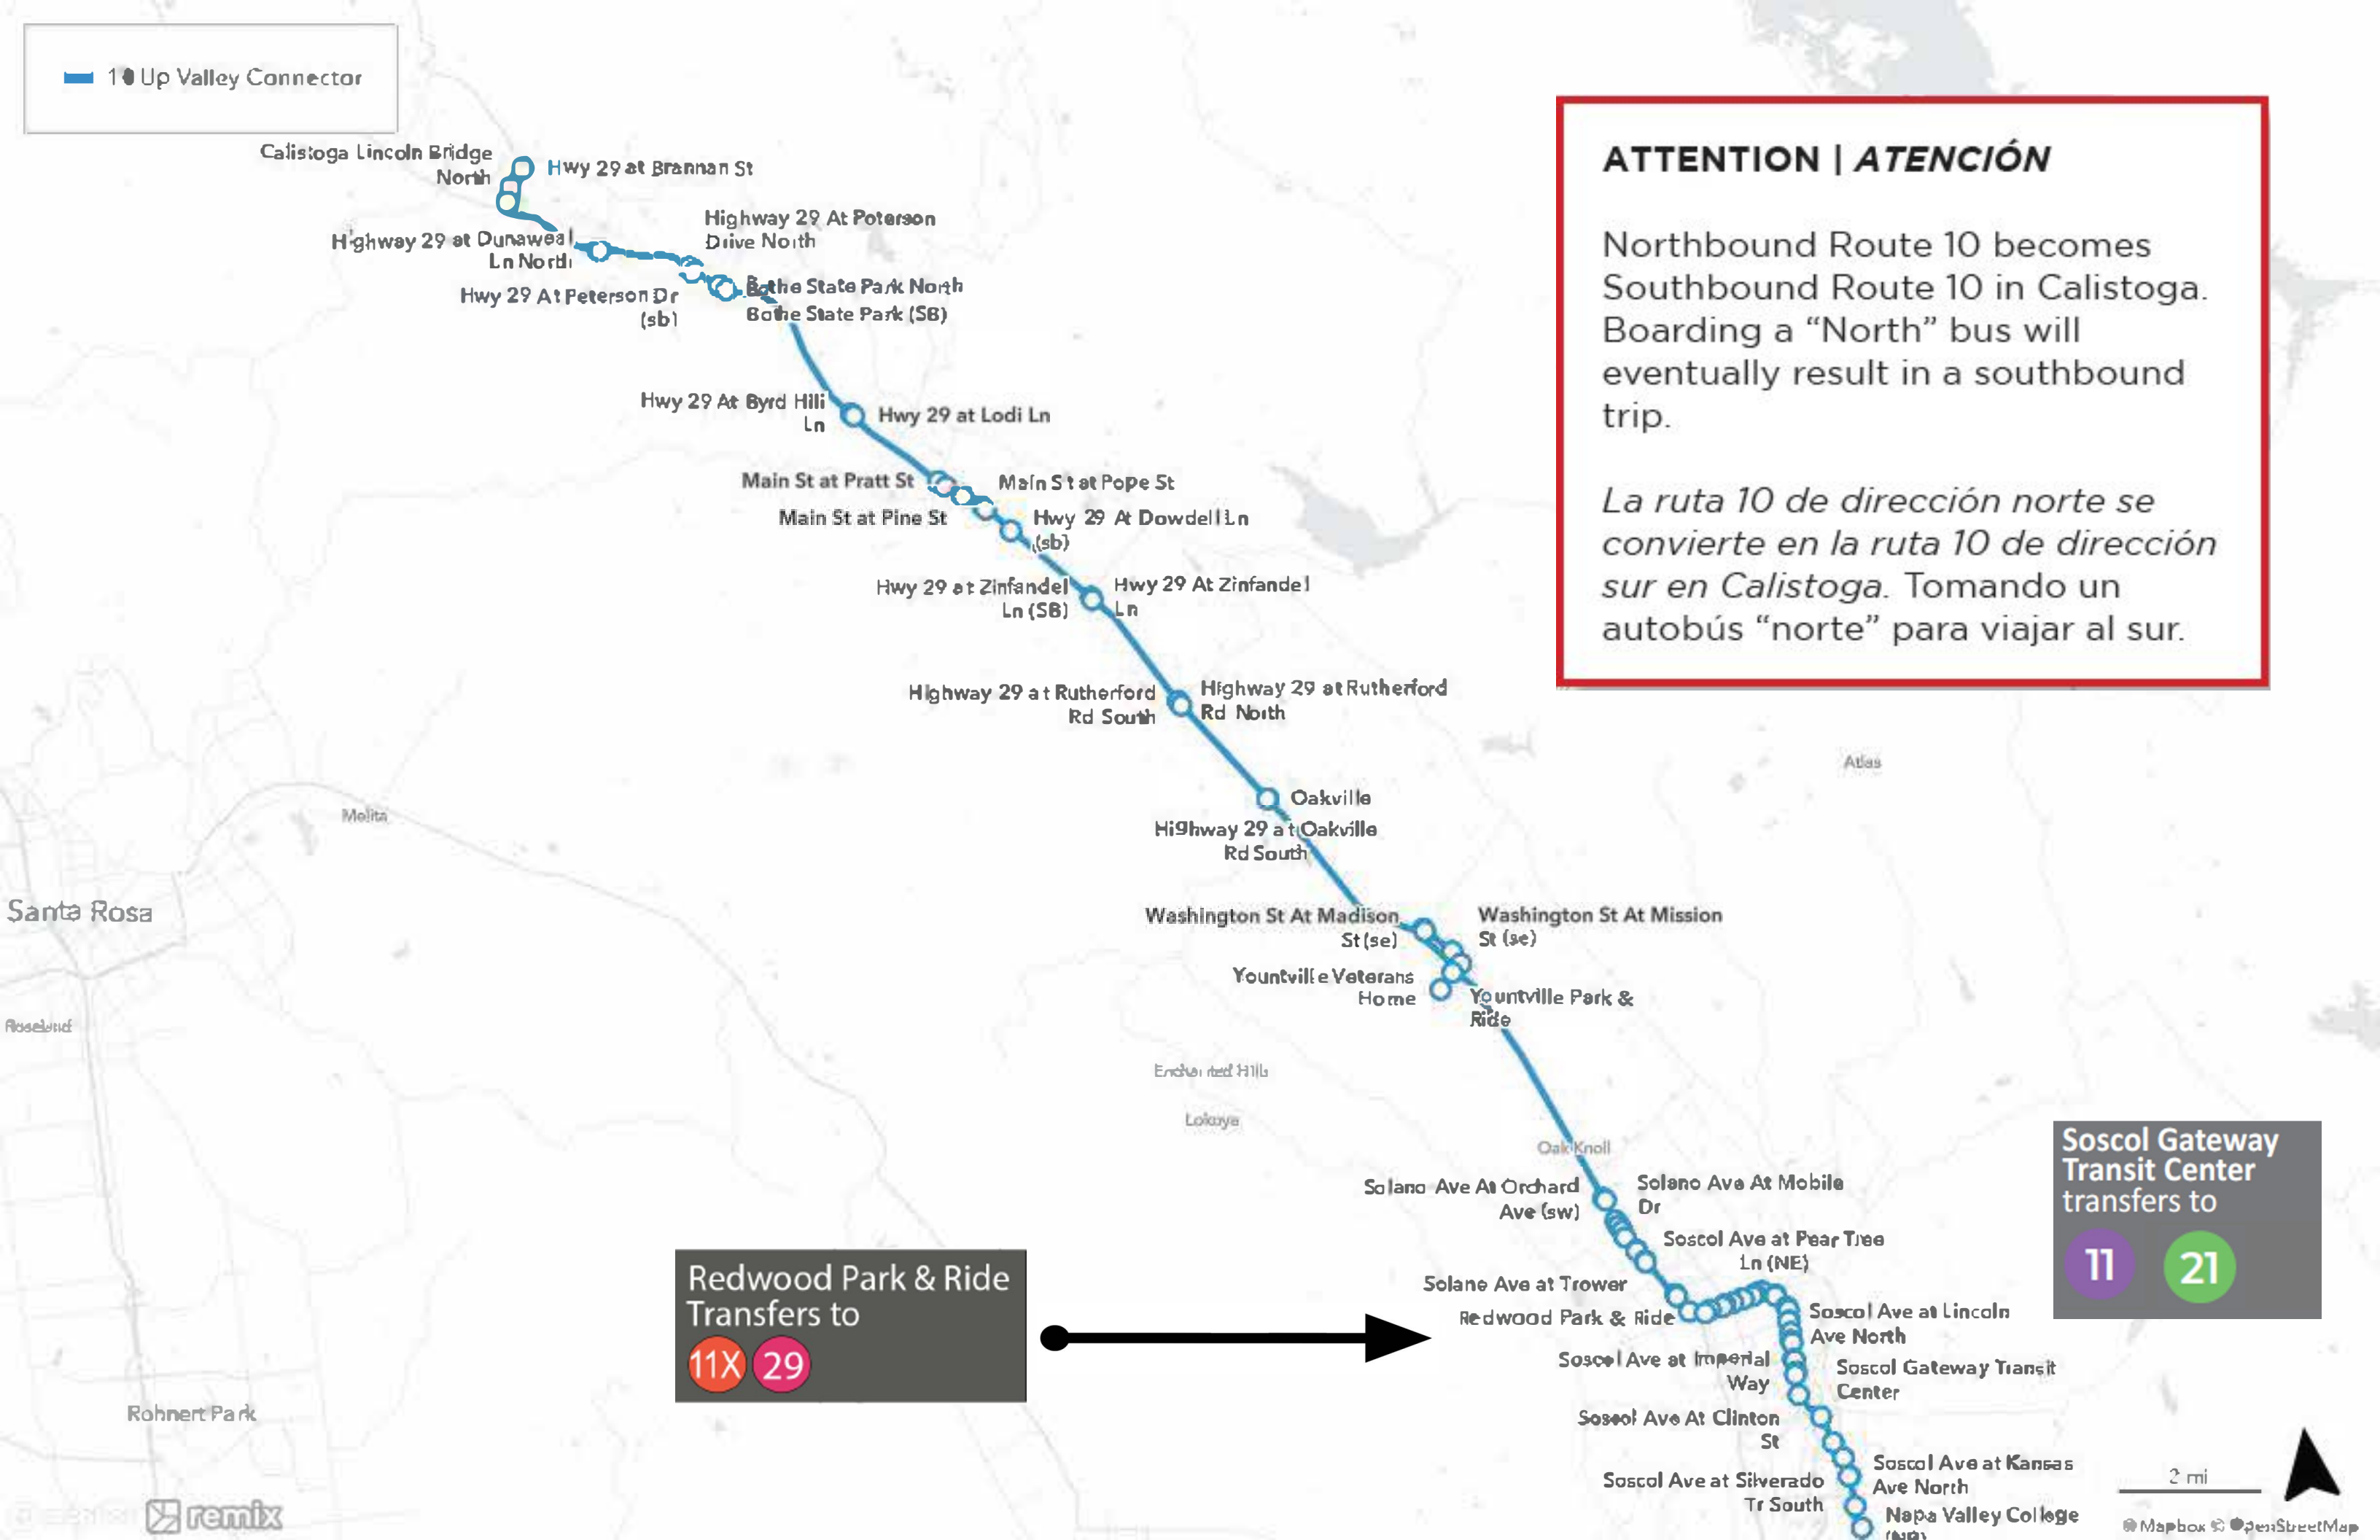 10 Up Valley Connector
Calistoga Lincoln Bridge
North
Hwy 29 at Brannan St
Highway 29 At Peterson
Drive North
Highway 29 at Dunaweal
Ln North
Hwy 29 At Peterson Dr
(sb)
Bothe State Park North
Bothe State Park (SB)
Hwy 29 At Byrd Hill
Ln
Hwy 29 at Lodi Ln
Main St at Pratt St
Main St at Pope St
Main St at Pine St
Hwy 29 At Dowdell Ln
(sb)
Hwy 29 at Zinfandel
Ln (SB)
Hwy 29 At Zinfandel
Ln
Highway 29 at Rutherford
Rd South
Highway 29 at Rutherford
Rd North
Oakville
Highway 29 at Oakville
Rd South
Washington St At Madison
St (se)
Washington St At Mission
St (se)
Yountville Veterans
Home
Yountville Park &
Ride
Oak Knoll
Solano Ave At Orchard
Ave (sw)
Solano Ave At Mobile
Dr
Soscol Ave at Pear Tree
Ln (NE)
Solano Ave at Trower
Redwood Park & Ride
Soscol Ave at Lincoln
Ave North
Soscol Ave at Imperial
Way
Soscol Gateway Transit
Center
Soscol Ave At Clinton
St
Soscol Ave at Silverado
Tr South
Soscol Ave at Kansas
Ave North
Napa Valley College
ATTENTION | ATENCIÓN
Northbound Route 10 becomes
Southbound Route 10 in Calistoga.
Boarding a “North” bus will
eventually result in a southbound
trip.
La ruta 10 de dirección norte se
convierte en la ruta 10 de dirección
sur en Calistoga. Tomando un
autobús “norte” para viajar al sur.
Atlas
Melita
Santa Rosa
Roseland
Enchanted Hills
Lokoya
Rohnert Park
Redwood Park & Ride
Transfers to
11X 29
Soscol Gateway
Transit Center
transfers to
11 21
2 mi
remix
© Mapbox © OpenStreetMap